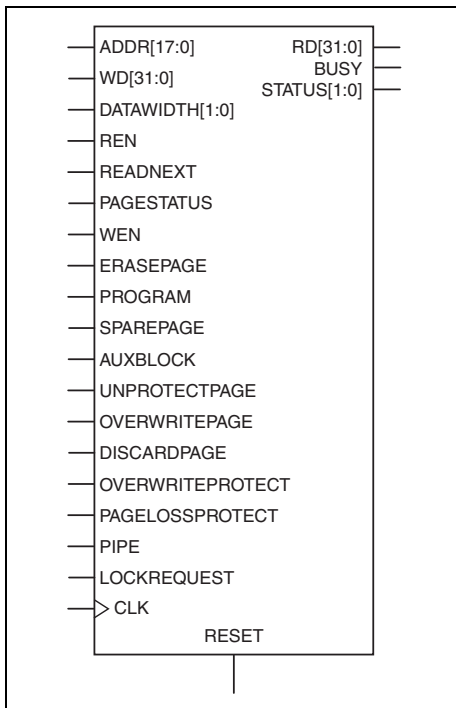 ADDR[17:0] RD[31:0]
BUSY
WD[31:0]
STATUS[1:0]
DATAWIDTH[1:0]
REN
READNEXT
PAGESTATUS
WEN
ERASEPAGE
PROGRAM
SPAREPAGE
AUXBLOCK
UNPROTECTPAGE
OVERWRITEPAGE
DISCARDPAGE
OVERWRITEPROTECT
PAGELOSSPROTECT
PIPE
LOCKREQUEST
CLK
RESET